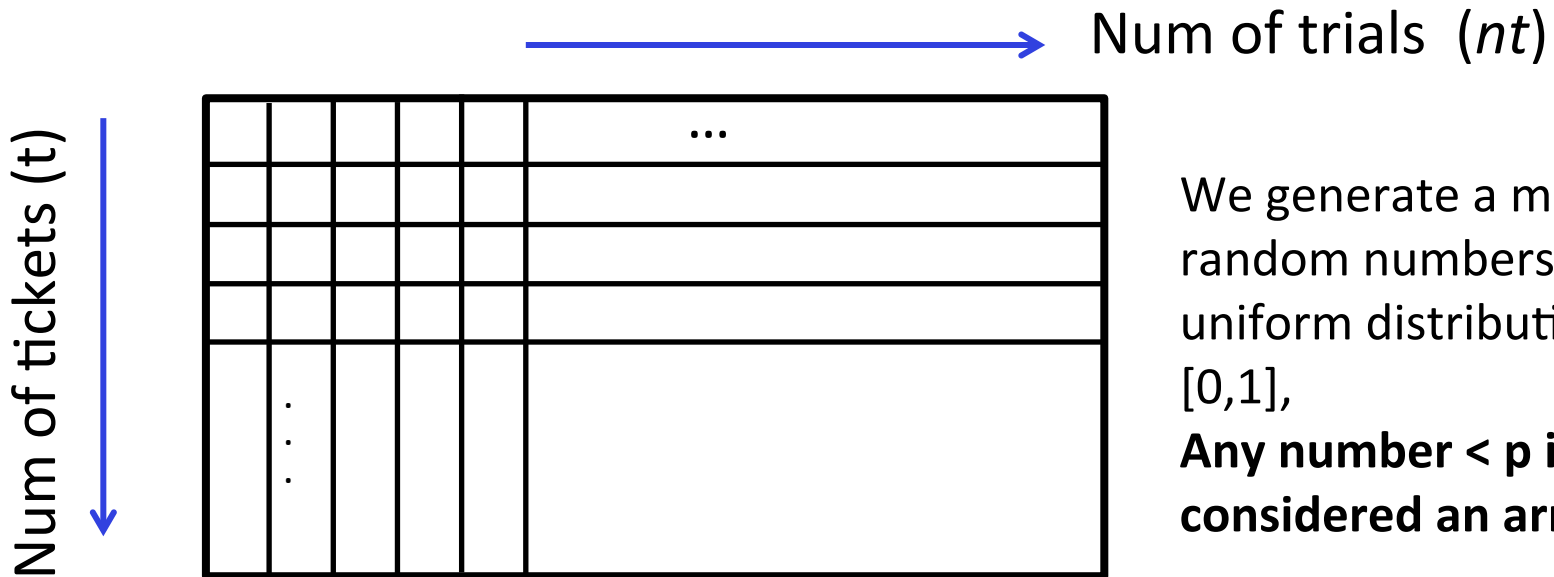 Num of trials (nt)
Num of tickets (t)
...
We generate a m
random numbers
uniform distributi
[0,1],
Any number < p i
considered an arr